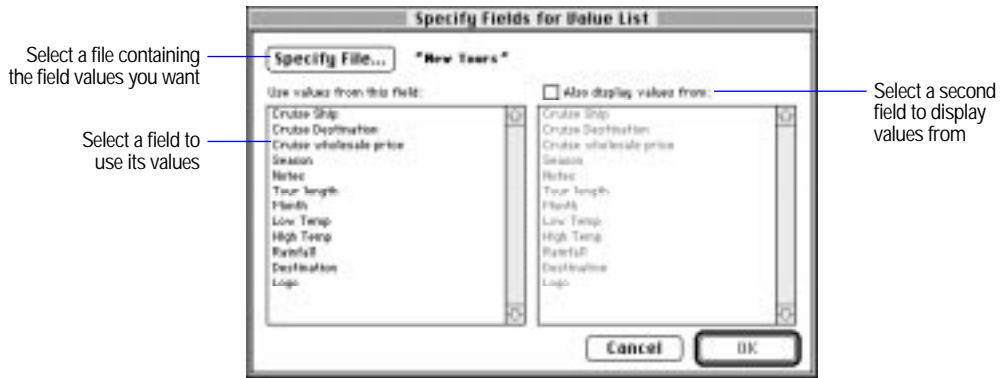 Specify Fields for Value List
Select a file containing
the field values you want
Specify File...
"New Tours"
Use values from this field:
Also display values from:
Select a second
field to display
values from
Select a field to
use its values
Cruise Ship
Cruise Destination
Cruise wholesale price
Season
Notes
Tour length
Month
Low Temp
High Temp
Rainfall
Destination
Logo
Cruise Ship
Cruise Destination
Cruise wholesale price
Season
Notes
Tour length
Month
Low Temp
High Temp
Rainfall
Destination
Logo
Cancel
OK